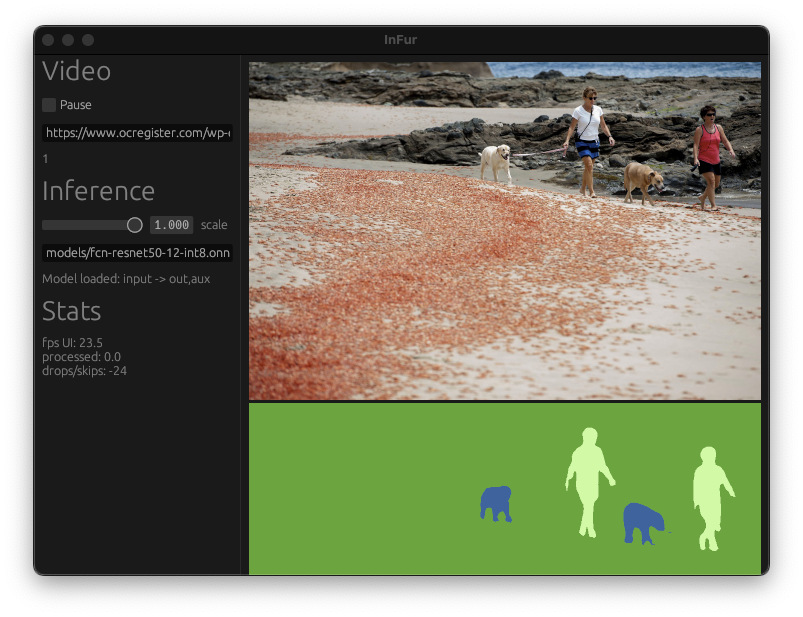 InFur
Video
Pause
https://www.ocregister.com/wp-
1
Inference
1.000 scale
models/fcn-resnet50-12-int8.onn
Model loaded: input -> out,aux
Stats
fps UI: 23.5
processed: 0.0
drops/skips: -24